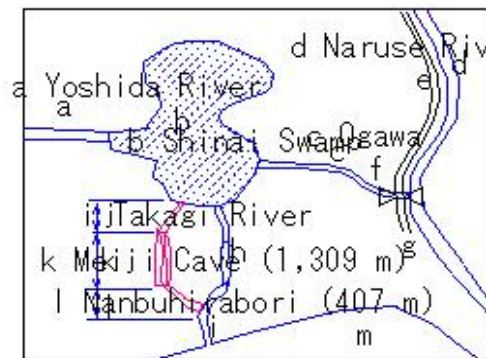 d Naruse Riv
d
a Yoshida River
e
a
b
b Shinai Swamp
c Ogawa
c
f
j Takagi River
k Meiji Cave (1,309 m)
h
g
l Nanbuhirabori (407 m)
i
m